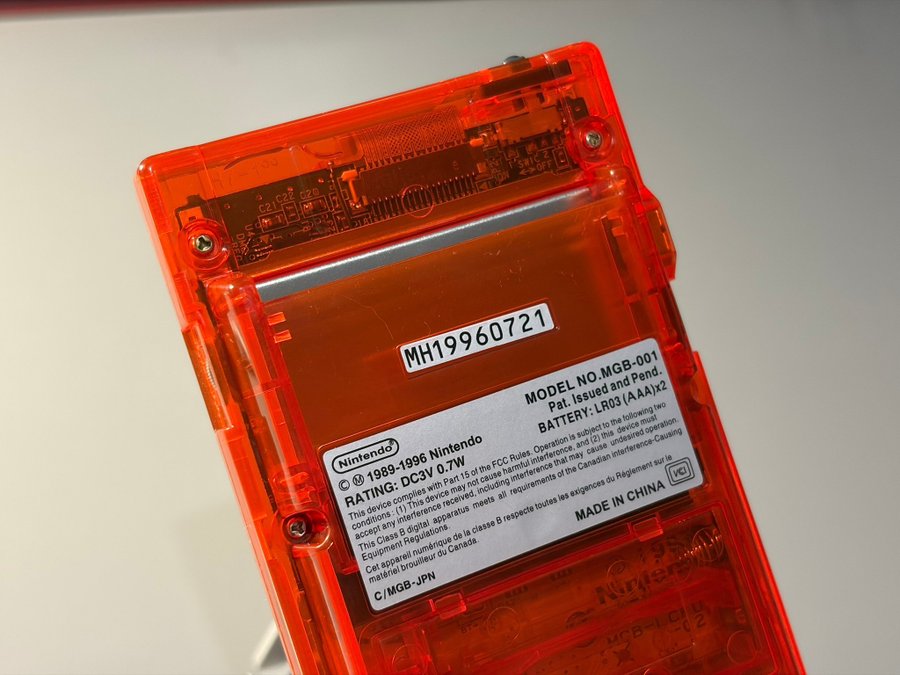 C21 C22 C20
MH19960721
MODEL NO.MGB-001
Pat. Issued and Pend.
BATTERY: LR03 (AAA)x2
Nintendo
© Ⓜ 1989-1996 Nintendo
RATING: DC3V 0.7W
This device complies with Part 15 of the FCC Rules. Operation is subject to the following two
conditions : (1) This device may not cause harmful interference, and (2) this device must
accept any interference received, including interference that may cause undesired operation.
This Class B digital apparatus meets all requirements of the Canadian interference-Causing
Equipment Regulations.
Cet appareil numérique de la classe B respecte toutes les exigences du Règlement sur le
matériel brouilleur du Canada.
VCI
MADE IN CHINA
C/MGB-JPN
Nintendo